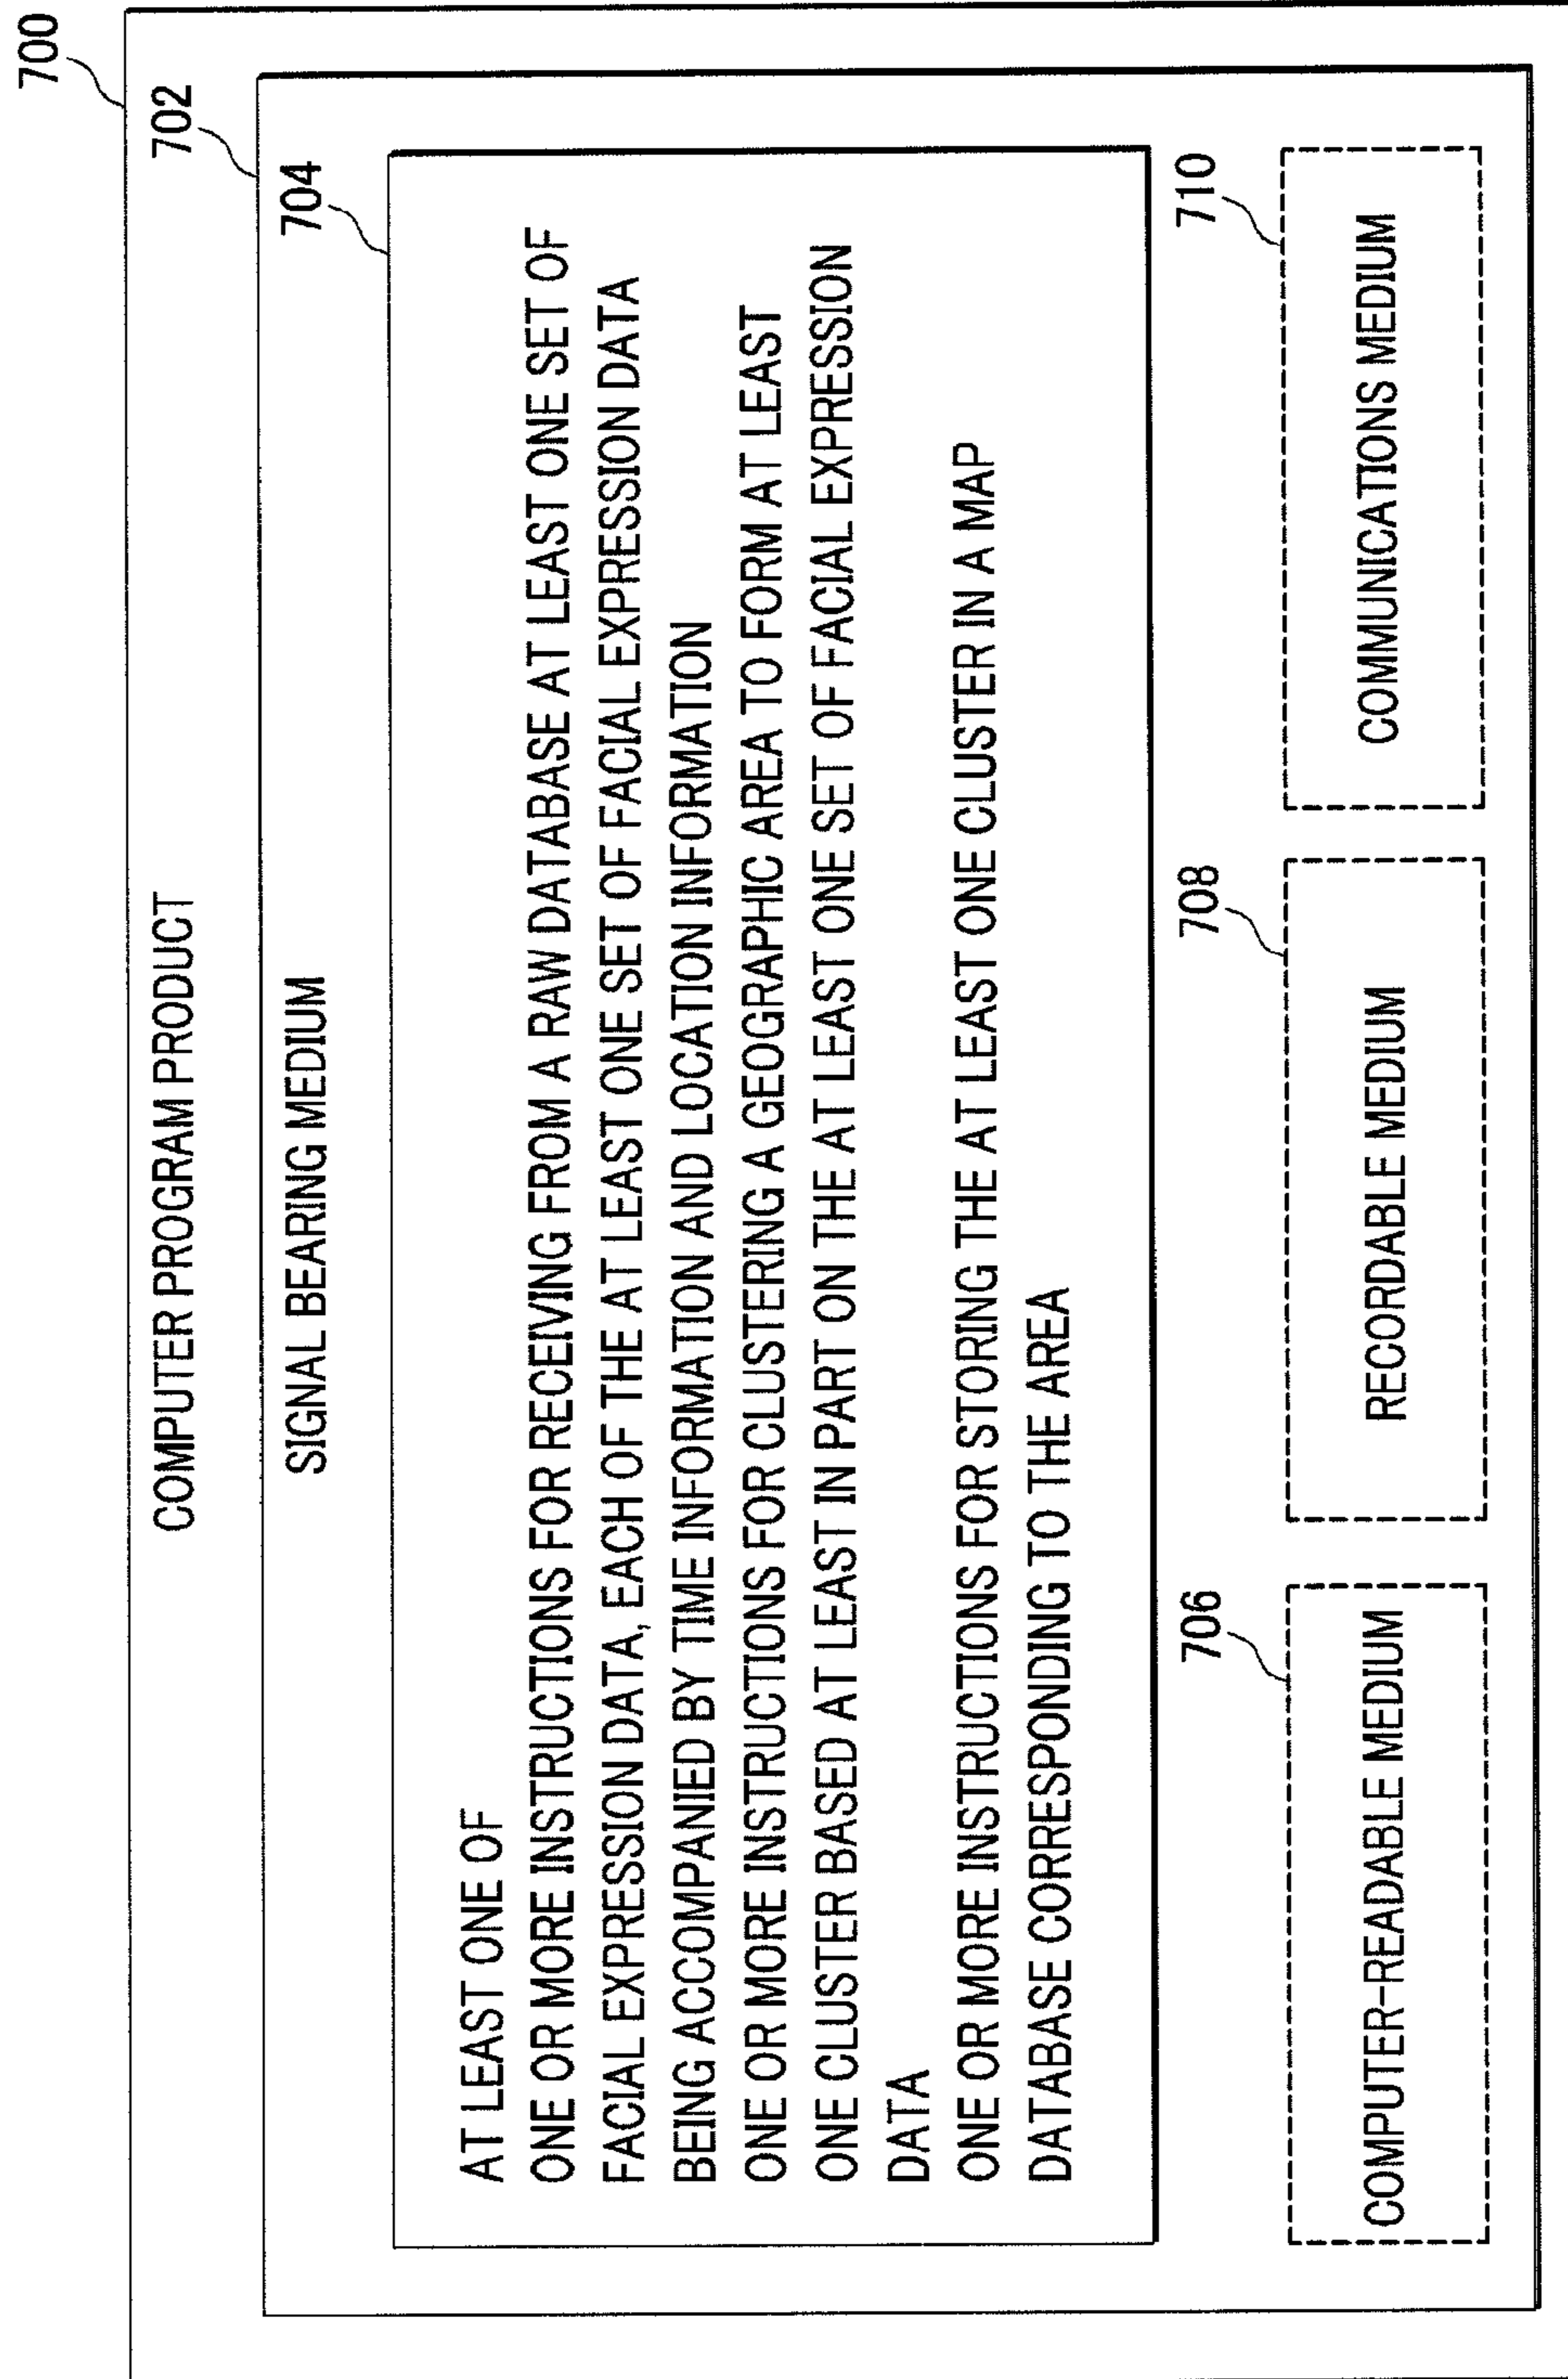 700
COMPUTER PROGRAM PRODUCT
702
SIGNAL BEARING MEDIUM
704
AT LEAST ONE OF
ONE OR MORE INSTRUCTIONS FOR RECEIVING FROM A RAW DATABASE AT LEAST ONE SET OF
FACIAL EXPRESSION DATA, EACH OF THE AT LEAST ONE SET OF FACIAL EXPRESSION DATA
BEING ACCOMPANIED BY TIME INFORMATION AND LOCATION INFORMATION
ONE OR MORE INSTRUCTIONS FOR CLUSTERING A GEOGRAPHIC AREA TO FORM AT LEAST
ONE CLUSTER BASED AT LEAST IN PART ON THE AT LEAST ONE SET OF FACIAL EXPRESSION
DATA
ONE OR MORE INSTRUCTIONS FOR STORING THE AT LEAST ONE CLUSTER IN A MAP
DATABASE CORRESPONDING TO THE AREA
706
COMPUTER-READABLE MEDIUM
708
RECORDABLE MEDIUM
710
COMMUNICATIONS MEDIUM